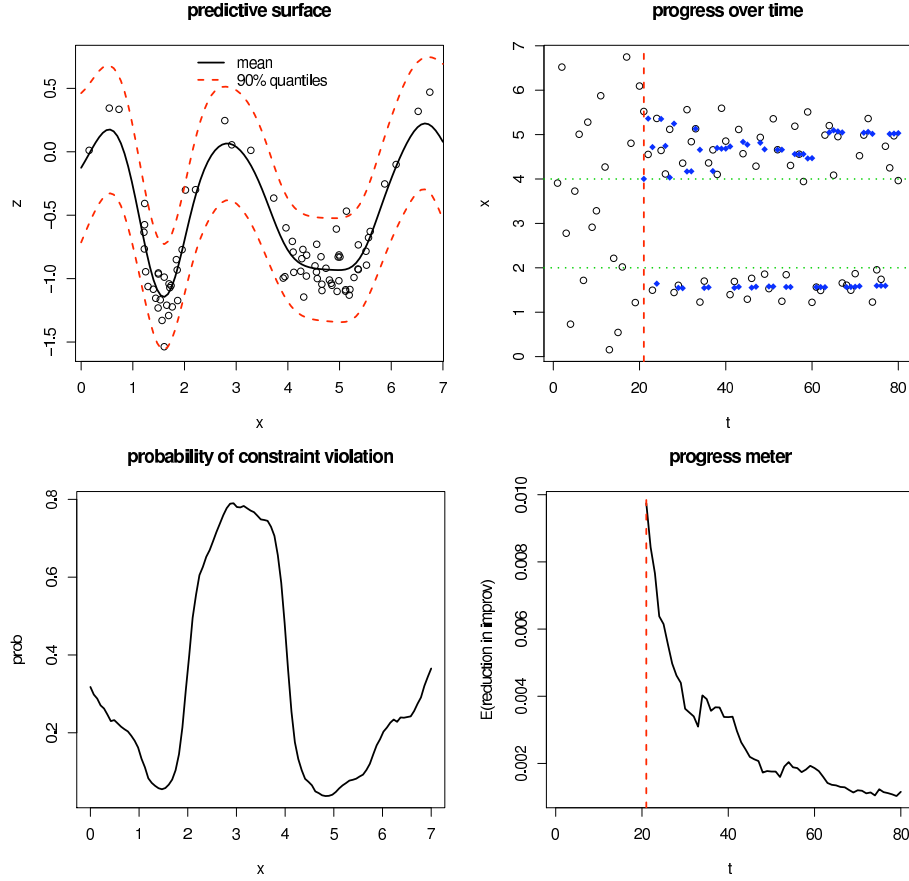 predictive surface
mean
90% quantiles
z
0.5
0.0
−0.5
−1.0
−1.5
0 1 2 3 4 5 6 7
x
progress over time
x
7
6
5
4
3
2
1
0
0 20 40 60 80
t
probability of constraint violation
prob
0.8
0.6
0.4
0.2
0 1 2 3 4 5 6 7
x
progress meter
E(reduction in improv)
0.010
0.008
0.006
0.004
0.002
0 20 40 60 80
t